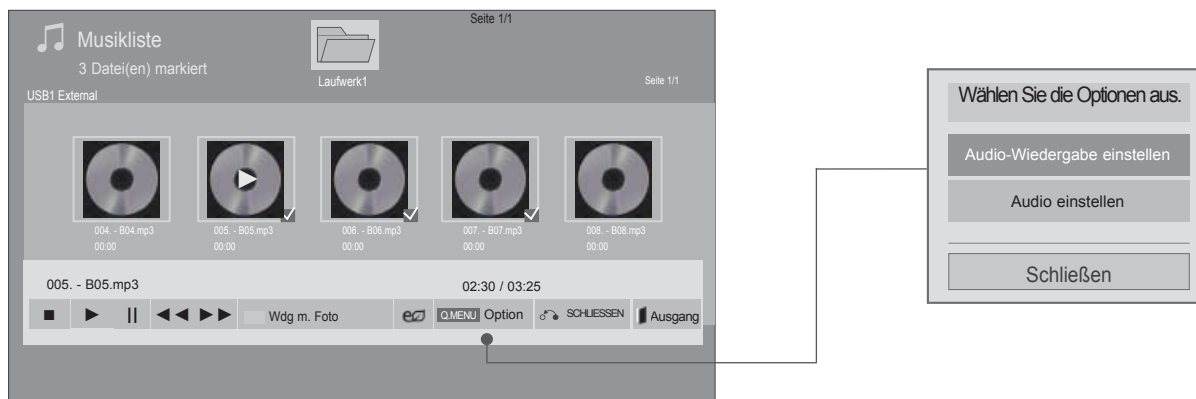 Seite 1/1
Musikliste
3 Datei(en) markiert
Laufwerk1
Seite 1/1
USB1 External
004. - B04.mp3
00:00
005. - B05.mp3
00:00
006. - B06.mp3
00:00
007. - B07.mp3
00:00
008. - B08.mp3
00:00
005. - B05.mp3
02:30 / 03:25
Wdg m. Foto
Q.MENU Option
SCHLIESSEN
Ausgang
Wählen Sie die Optionen aus.
Audio-Wiedergabe einstellen
Audio einstellen
Schließen